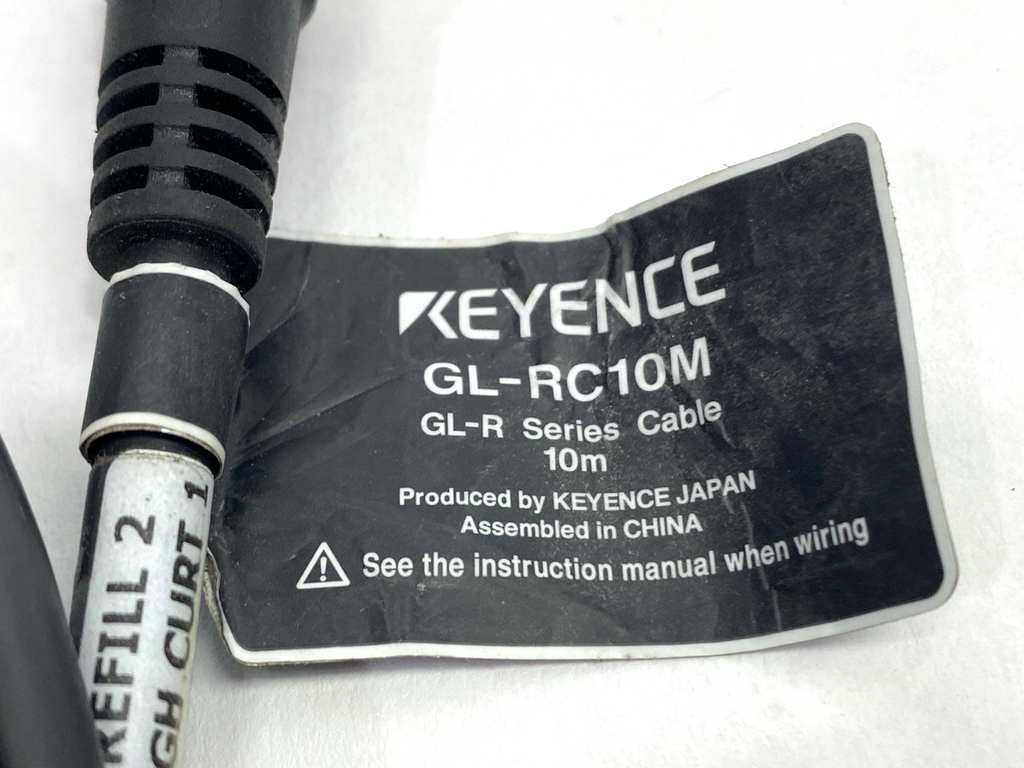 KEYENCE
GL-RC10M
GL-R Series Cable
10m
Produced by KEYENCE JAPAN
Assembled in CHINA
See the instruction manual when wiring
REFILL 2
CURT 1